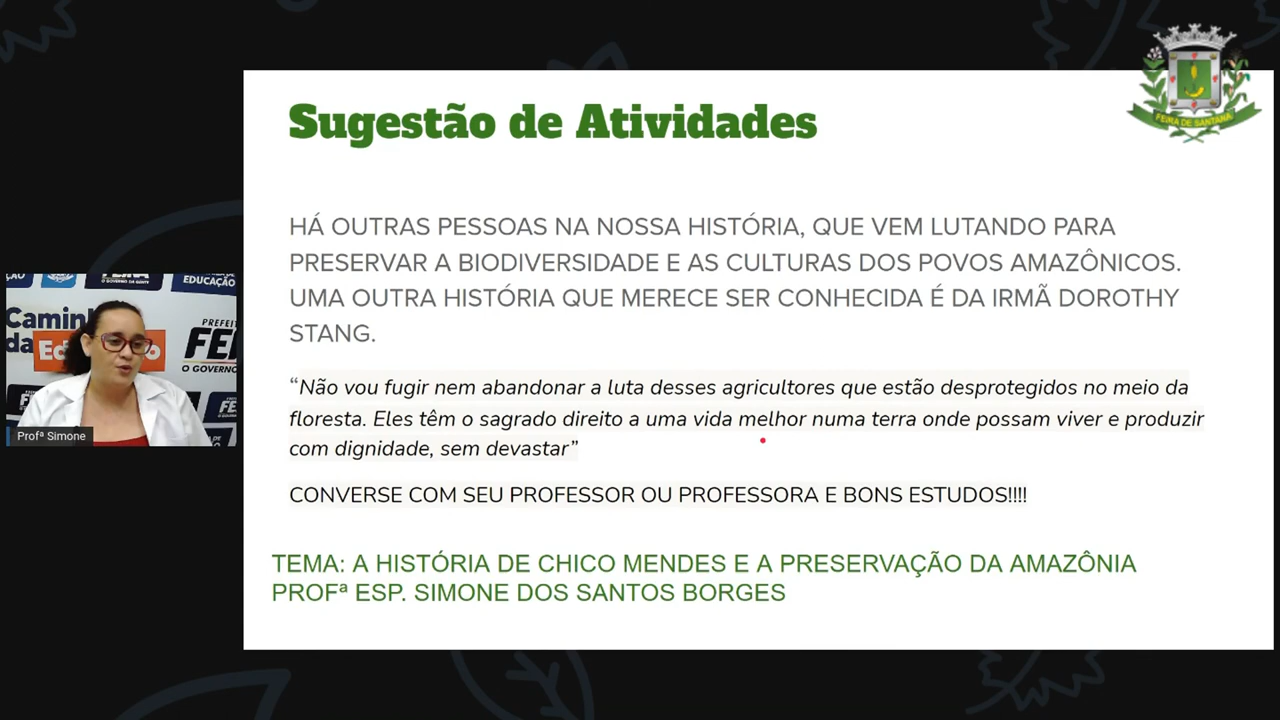 Sugestão de Atividades
FEIRA DE SANTANA
HÁ OUTRAS PESSOAS NA NOSSA HISTÓRIA, QUE VEM LUTANDO PARA
PRESERVAR A BIODIVERSIDADE E AS CULTURAS DOS POVOS AMAZÔNICOS.
UMA OUTRA HISTÓRIA QUE MERECE SER CONHECIDA É DA IRMÃ DOROTHY
STANG.
“Não vou fugir nem abandonar a luta desses agricultores que estão desprotegidos no meio da
floresta. Eles têm o sagrado direito a uma vida melhor numa terra onde possam viver e produzir
com dignidade, sem devastar”
CONVERSE COM SEU PROFESSOR OU PROFESSORA E BONS ESTUDOS!!!!
TEMA: A HISTÓRIA DE CHICO MENDES E A PRESERVAÇÃO DA AMAZÔNIA
PROFª ESP. SIMONE DOS SANTOS BORGES
EDUCAÇÃO
O GOVERNO DA GENTE
Profª Simone